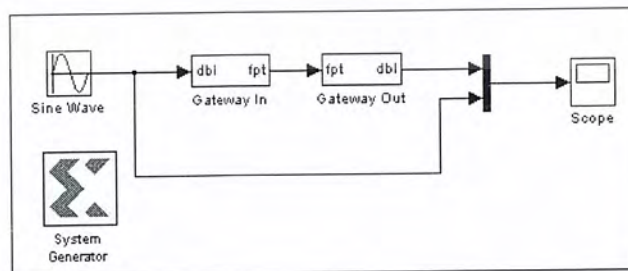 dbl fpt
fpt dbl
Sine Wave
Gateway In
Gateway Out
Scope
System
Generator